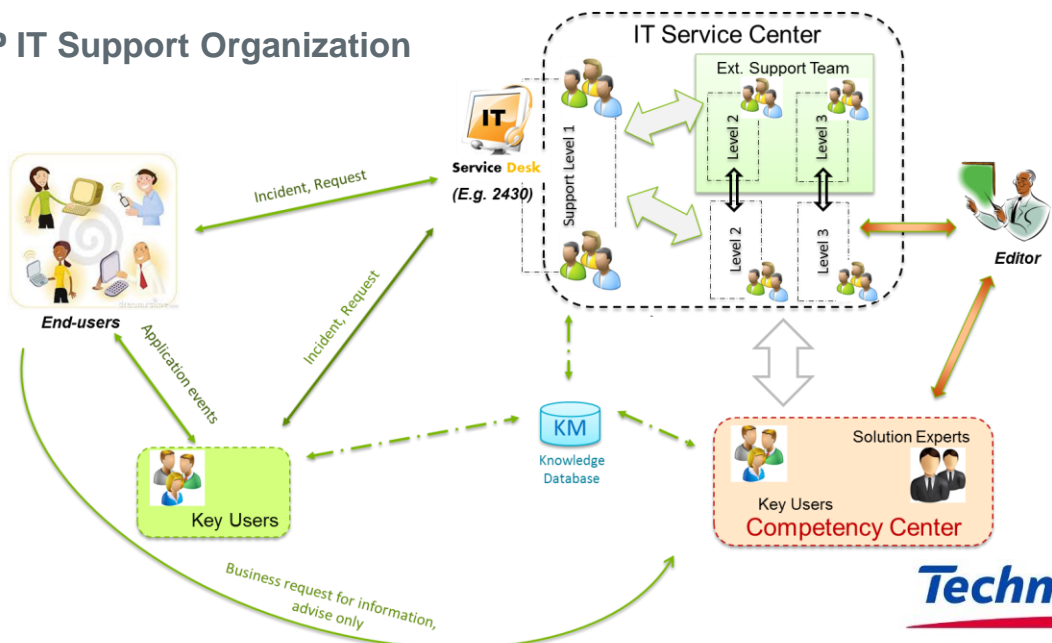 P IT Support Organization
IT Service Center
Ext. Support Team
Level 2
Level 3
Support Level 1
IT
Service Desk
(E.g. 2430)
Level 2
Level 3
Incident, Request
Editor
End-users
Incident, Request
Application events
KM
Knowledge
Database
Key Users
Solution Experts
Key Users
Competency Center
Business request for information,
advise only
Techn